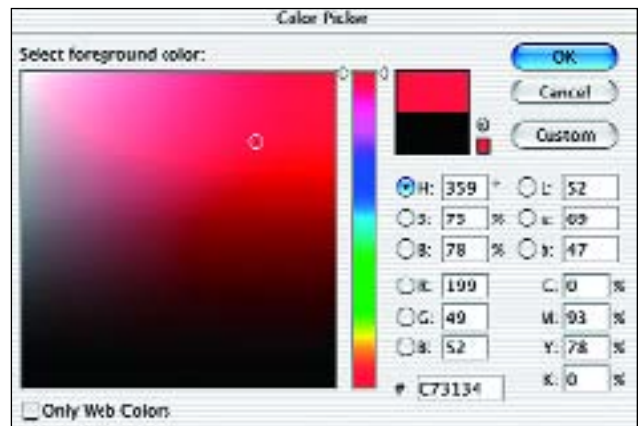 Color Picker
Select foreground color:
OK
Cancel
Custom
H: 359 °
L: 52
S: 75 %
a: 69
B: 78 %
b: 47
R: 199
C: 0 %
G: 49
M: 93 %
B: 52
Y: 78 %
# C73134
K: 0 %
Only Web Colors